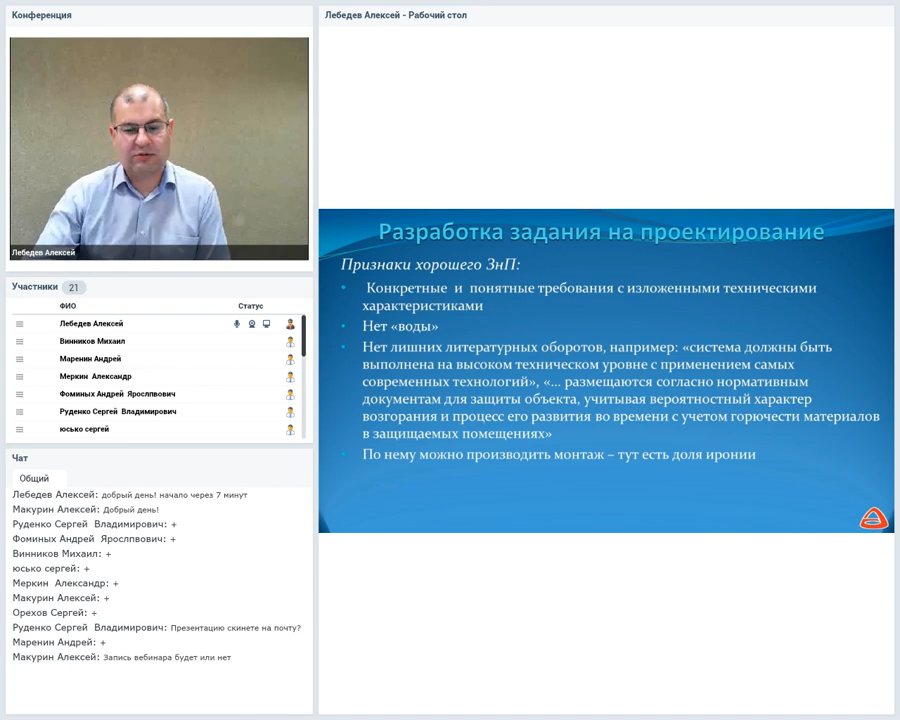 Конференция
Лебедев Алексей
Участники 21
ФИО Статус
Лебедев Алексей
Винников Михаил
Маренин Андрей
Меркин Александр
Фоминых Андрей Ярослпвович
Руденко Сергей Владимирович
юсько сергей
Чат
Общий
Лебедев Алексей: добрый день! начало через 7 минут
Макурин Алексей: Добрый день!
Руденко Сергей Владимирович: +
Фоминых Андрей Ярослпвович: +
Винников Михаил: +
юсько сергей: +
Меркин Александр: +
Макурин Алексей: +
Орехов Сергей: +
Руденко Сергей Владимирович: Презентацию скинете на почту?
Маренин Андрей: +
Макурин Алексей: Запись вебинара будет или нет
Лебедев Алексей - Рабочий стол
Разработка задания на проектирование
Признаки хорошего ЗнП:
• Конкретные и понятные требования с изложенными техническими
характеристиками
• Нет «воды»
• Нет лишних литературных оборотов, например: «система должны быть
выполнена на высоком техническом уровне с применением самых
современных технологий», «... размещаются согласно нормативным
документам для защиты объекта, учитывая вероятностный характер
возгорания и процесс его развития во времени с учетом горючести материалов
в защищаемых помещениях»
• По нему можно производить монтаж – тут есть доля иронии